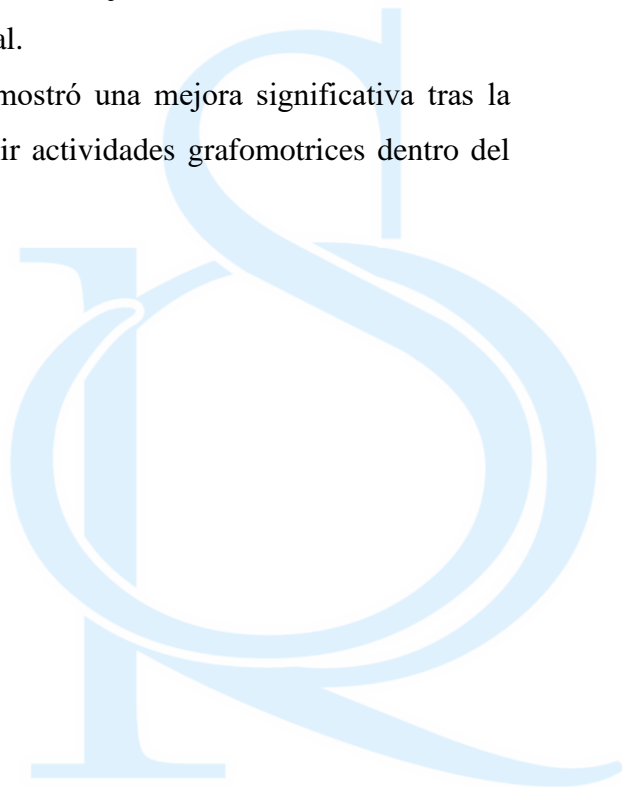 al.
mostró una mejora significativa tras la
ir actividades grafomotrices dentro del